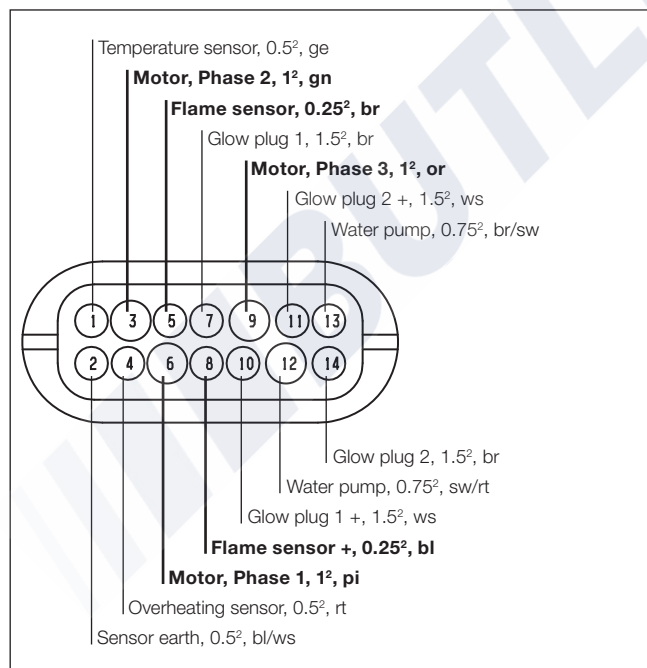 Temperature sensor, 0.5², ge
Motor, Phase 2, 1², gn
Flame sensor, 0.25², br
Glow plug 1, 1.5², br
Motor, Phase 3, 1², or
Glow plug 2 +, 1.5², ws
Water pump, 0.75², br/sw
1 3 5 7 9 11 13
2 4 6 8 10 12 14
Glow plug 2, 1.5², br
Water pump, 0.75², sw/rt
Glow plug 1 +, 1.5², ws
Flame sensor +, 0.25², bl
Motor, Phase 1, 1², pi
Overheating sensor, 0.5², rt
Sensor earth, 0.5², bl/ws